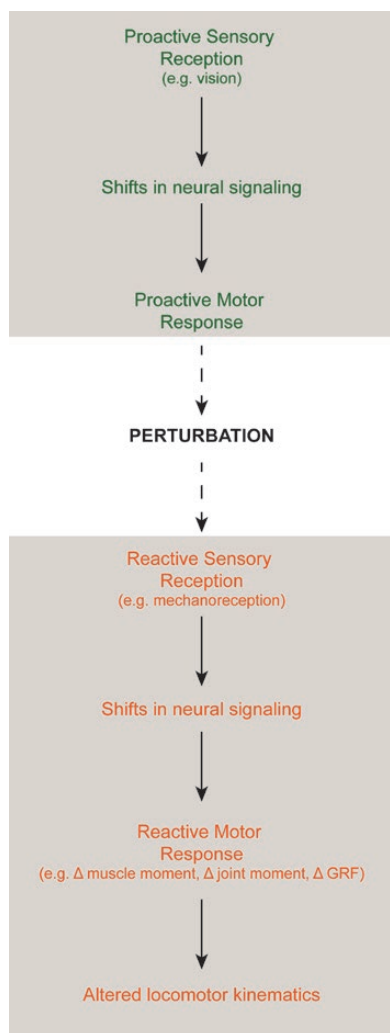 Proactive Sensory
Reception
(e.g. vision)
Shifts in neural signaling
Proactive Motor
Response
PERTURBATION
Reactive Sensory
Reception
(e.g. mechanoreception)
Shifts in neural signaling
Reactive Motor
Response
(e.g. Δ muscle moment, Δ joint moment, Δ GRF)
Altered locomotor kinematics